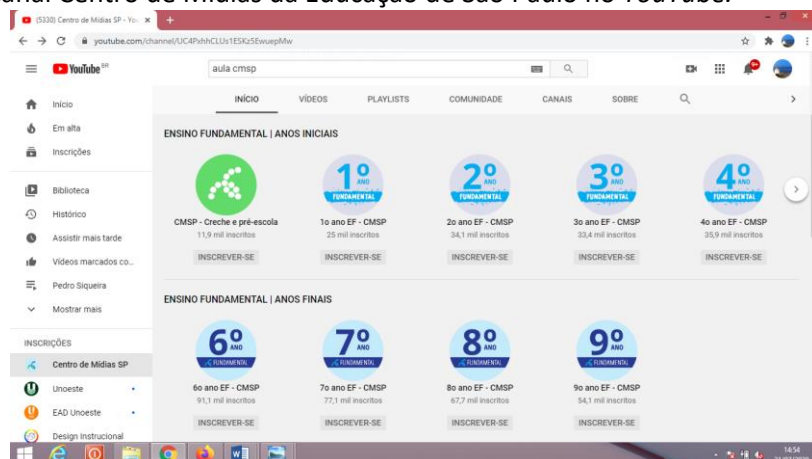 Canal Centro de Mídias da Educação de São Paulo no YouTube.
(5330) Centro de Mídias SP - You
youtube.com/channel/UC4PxhhCLUs1ESKz5EwuepMw
YouTube BR
aula cmsp
9+
INÍCIO VÍDEOS PLAYLISTS COMUNIDADE CANAIS SOBRE
Início
Em alta
Inscrições
Biblioteca
Histórico
Assistir mais tarde
Vídeos marcados co...
Pedro Siqueira
Mostrar mais
INSCRIÇÕES
Centro de Mídias SP
Unoeste
EAD Unoeste
Design Instrucional
ENSINO FUNDAMENTAL | ANOS INICIAIS
1º ANO FUNDAMENTAL
2º ANO FUNDAMENTAL
3º ANO FUNDAMENTAL
4º ANO FUNDAMENTAL
CMSP - Creche e pré-escola
11,9 mil inscritos
INSCREVER-SE
1o ano EF - CMSP
25 mil inscritos
INSCREVER-SE
2o ano EF - CMSP
34,1 mil inscritos
INSCREVER-SE
3o ano EF - CMSP
33,4 mil inscritos
INSCREVER-SE
4o ano EF - CMSP
35,9 mil inscritos
INSCREVER-SE
ENSINO FUNDAMENTAL | ANOS FINAIS
6º ANO FUNDAMENTAL
7º ANO FUNDAMENTAL
8º ANO FUNDAMENTAL
9º ANO FUNDAMENTAL
6o ano EF - CMSP
91,1 mil inscritos
INSCREVER-SE
7o ano EF - CMSP
77,1 mil inscritos
INSCREVER-SE
8o ano EF - CMSP
67,7 mil inscritos
INSCREVER-SE
9o ano EF - CMSP
54,1 mil inscritos
INSCREVER-SE
14:54